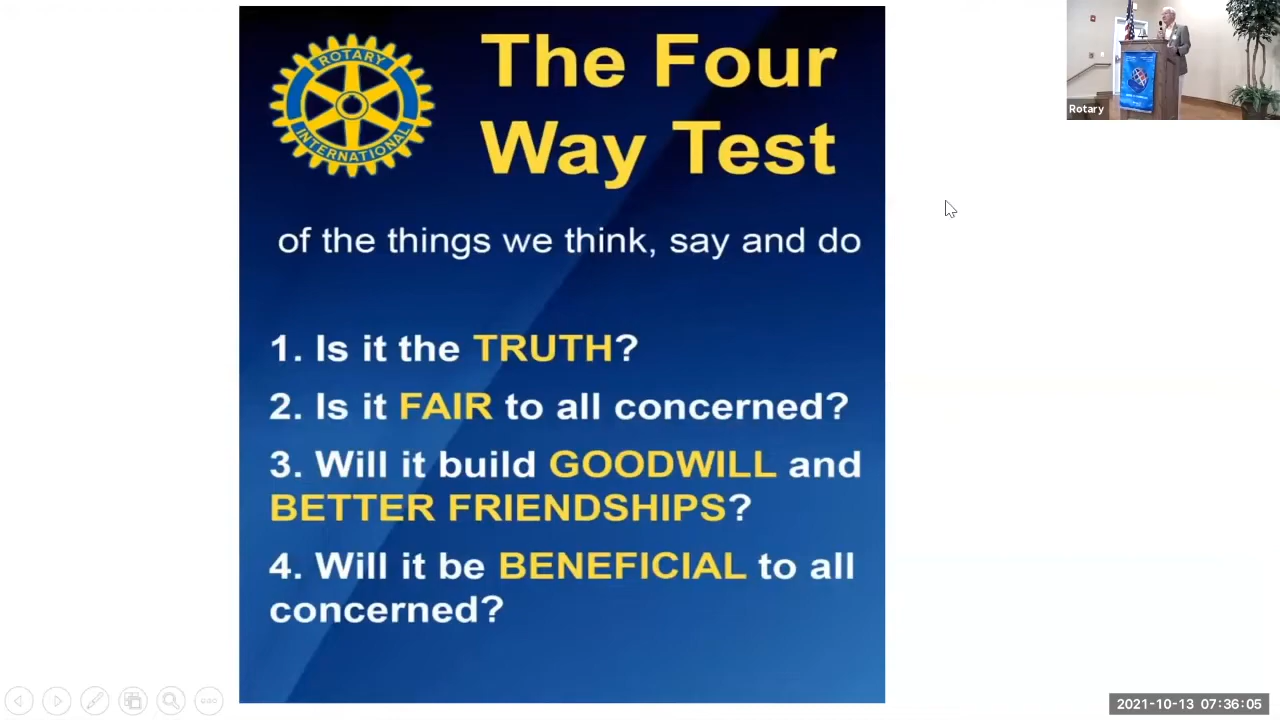 ROTARY
INTERNATIONAL
The Four
Way Test
of the things we think, say and do
1. Is it the TRUTH?
2. Is it FAIR to all concerned?
3. Will it build GOODWILL and
BETTER FRIENDSHIPS?
4. Will it be BENEFICIAL to all
concerned?
Rotary
2021-10-13 07:36:05